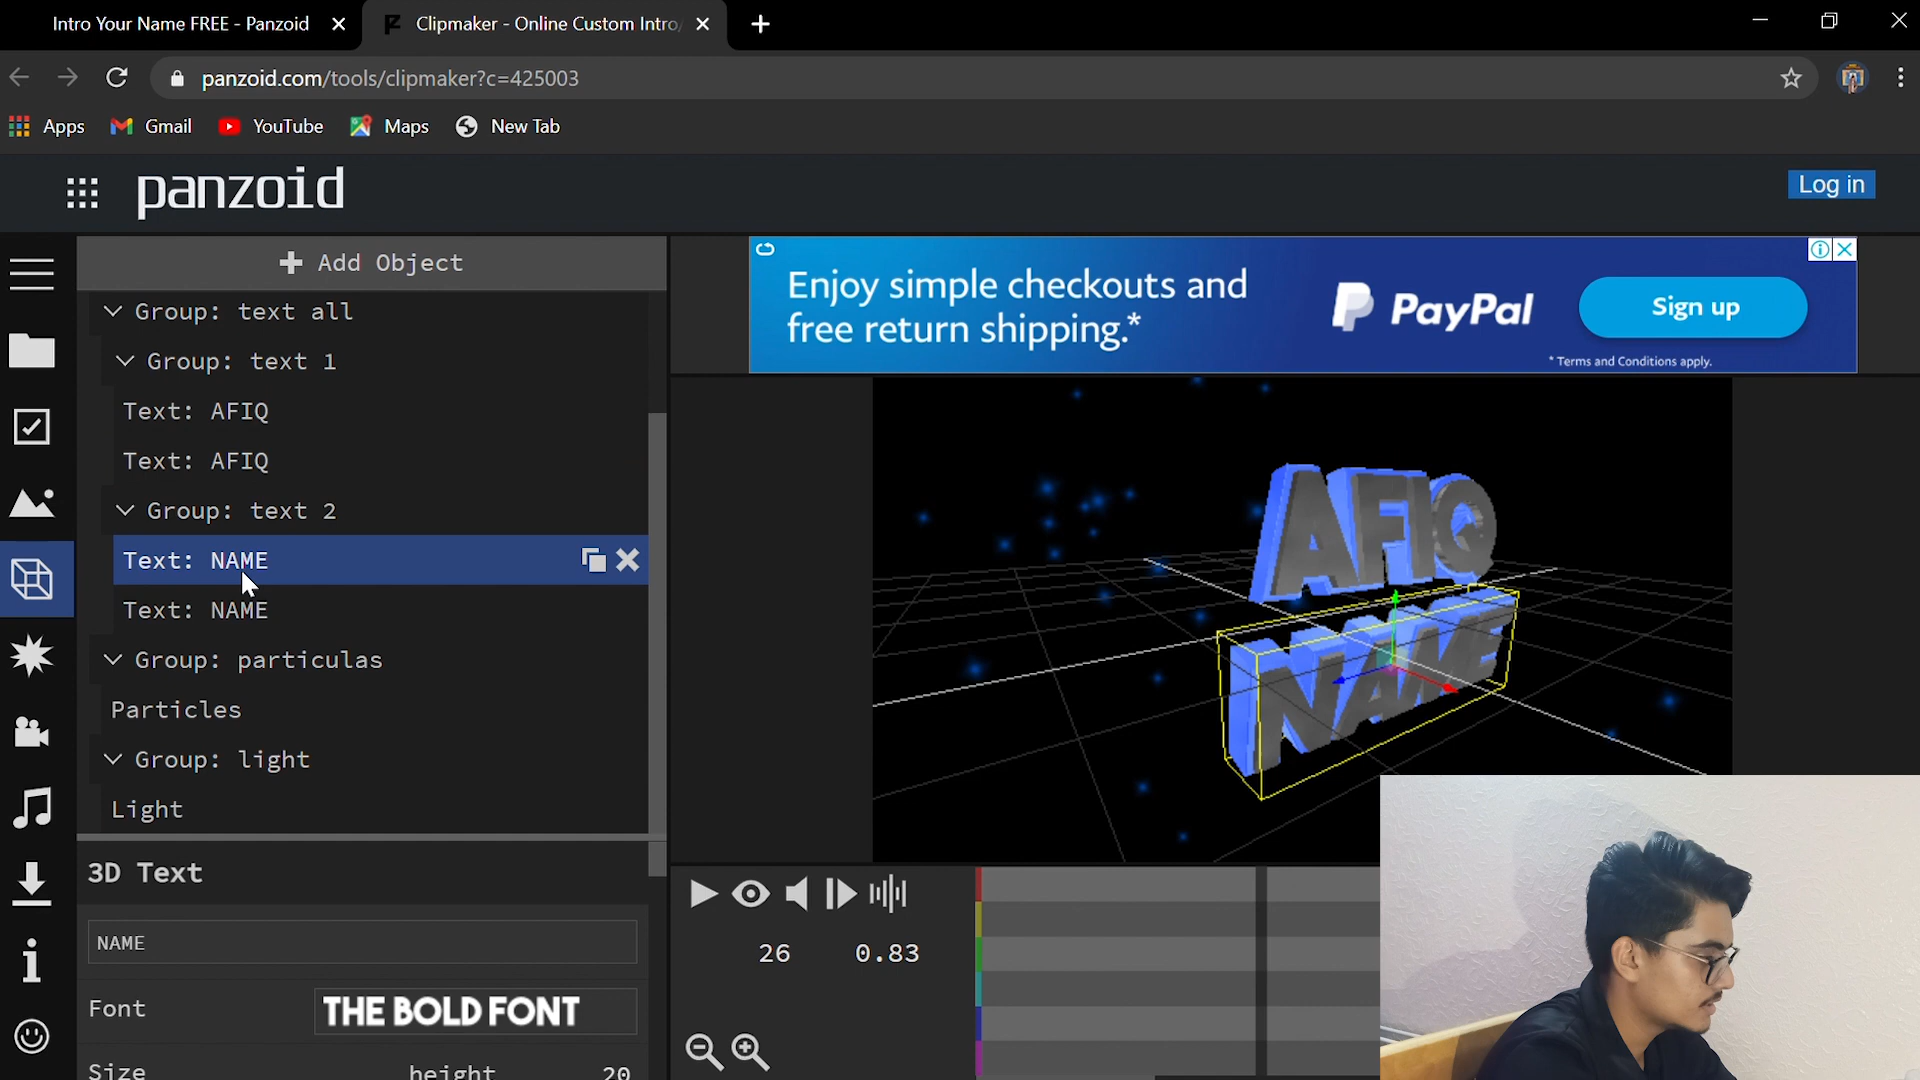 Intro Your Name FREE - Panzoid
Clipmaker - Online Custom Intro
panzoid.com/tools/clipmaker?c=425003
Apps
Gmail
YouTube
Maps
New Tab
panzoid
Log in
Add Object
Group: text all
Group: text 1
Text: AFIQ
Text: AFIQ
Group: text 2
Text: NAME
Text: NAME
Group: particulas
Particles
Group: light
Light
3D Text
NAME
Font THE BOLD FONT
Size height 20
Enjoy simple checkouts and
free return shipping.*
PayPal
Sign up
* Terms and Conditions apply.
AFIQ
NAME
26 0.83